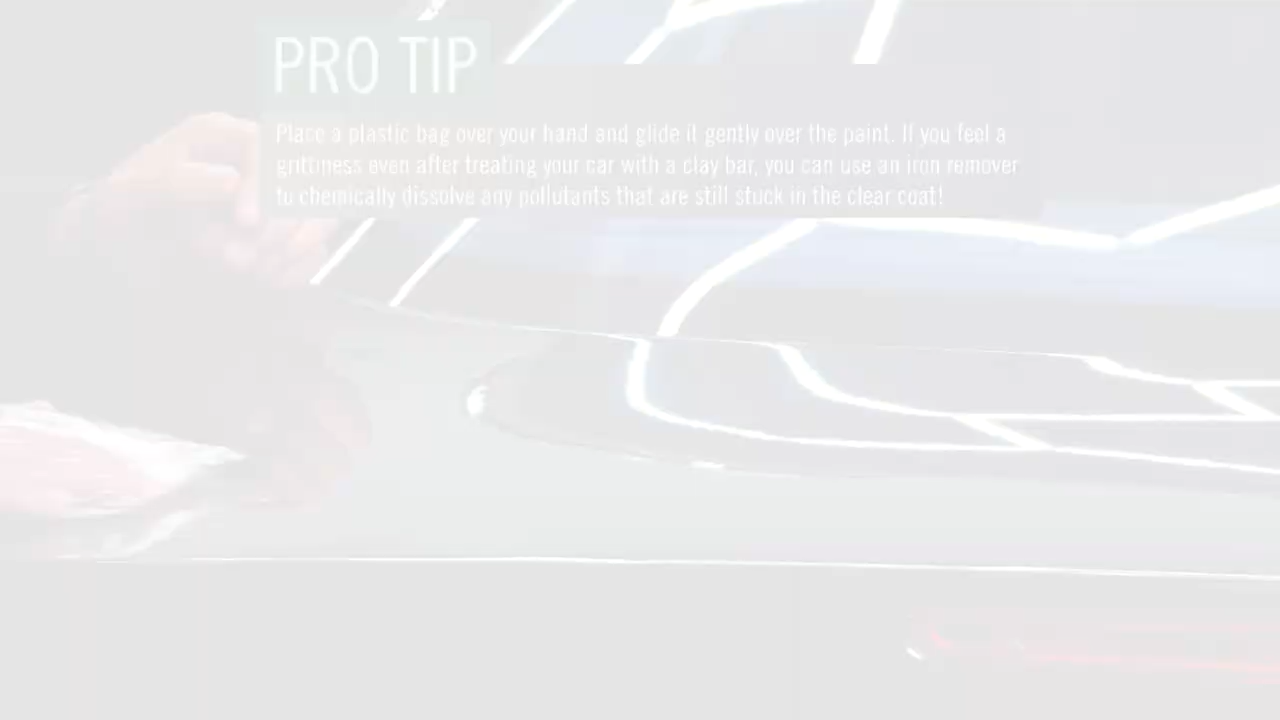 PRO TIP
Place a plastic bag over your hand and glide it gently over the paint. If you feel a
grittiness even after treating your car with a clay bar, you can use an iron remover
to chemically dissolve any pollutants that are still stuck in the clear coat!